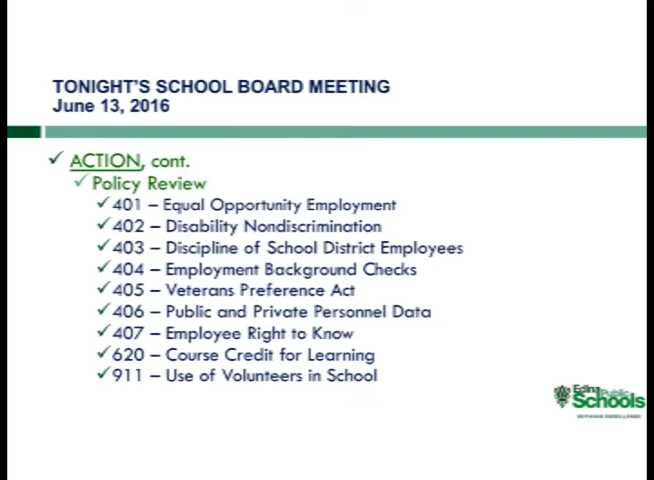 TONIGHT'S SCHOOL BOARD MEETING
June 13, 2016
ACTION, cont.
Policy Review
401 – Equal Opportunity Employment
402 – Disability Nondiscrimination
403 – Discipline of School District Employees
404 – Employment Background Checks
405 – Veterans Preference Act
406 – Public and Private Personnel Data
407 – Employee Right to Know
620 – Course Credit for Learning
911 – Use of Volunteers in School
Edina Public
Schools